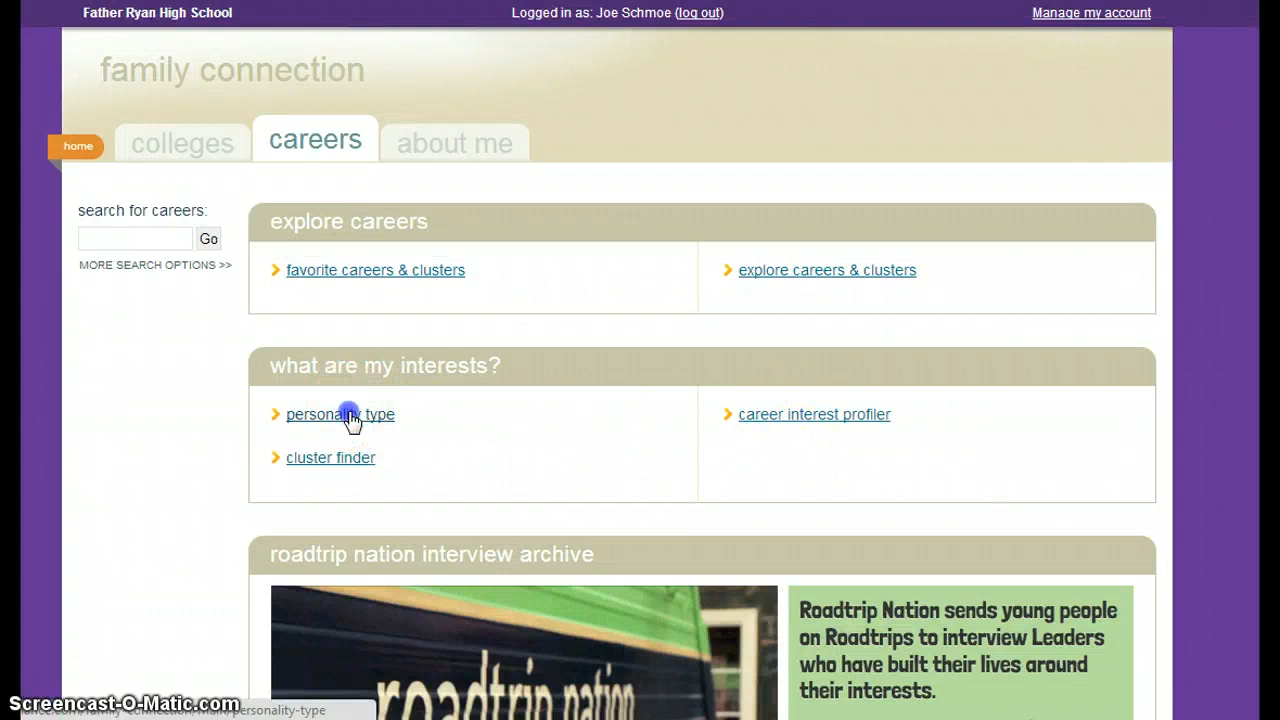 Father Ryan High School
Logged in as: Joe Schmoe (log out)
Manage my account
family connection
home
colleges
careers
about me
search for careers:
Go
MORE SEARCH OPTIONS >>
explore careers
favorite careers & clusters
explore careers & clusters
what are my interests?
personality type
career interest profiler
cluster finder
roadtrip nation interview archive
roadtrip nation
Roadtrip Nation sends young people
on Roadtrips to interview Leaders
who have built their lives around
their interests.
Screencast-O-Matic.com
personality-type